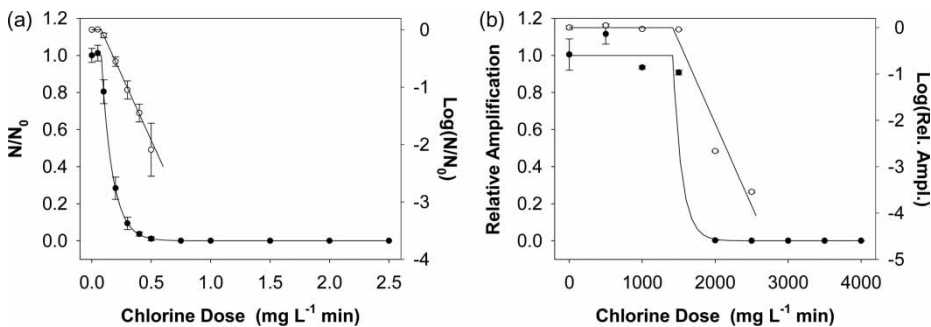 (a)
1.2
1.0
0.8
0.6
0.4
0.2
0.0
N/N₀
0
-1
-2
-3
-4
Log(N/N₀)
0.0 0.5 1.0 1.5 2.0 2.5
Chlorine Dose (mg L⁻¹ min)
(b)
1.2
1.0
0.8
0.6
0.4
0.2
0.0
Relative Amplification
0
-1
-2
-3
-4
-5
Log(Rel. Ampl.)
0 1000 2000 3000 4000
Chlorine Dose (mg L⁻¹ min)